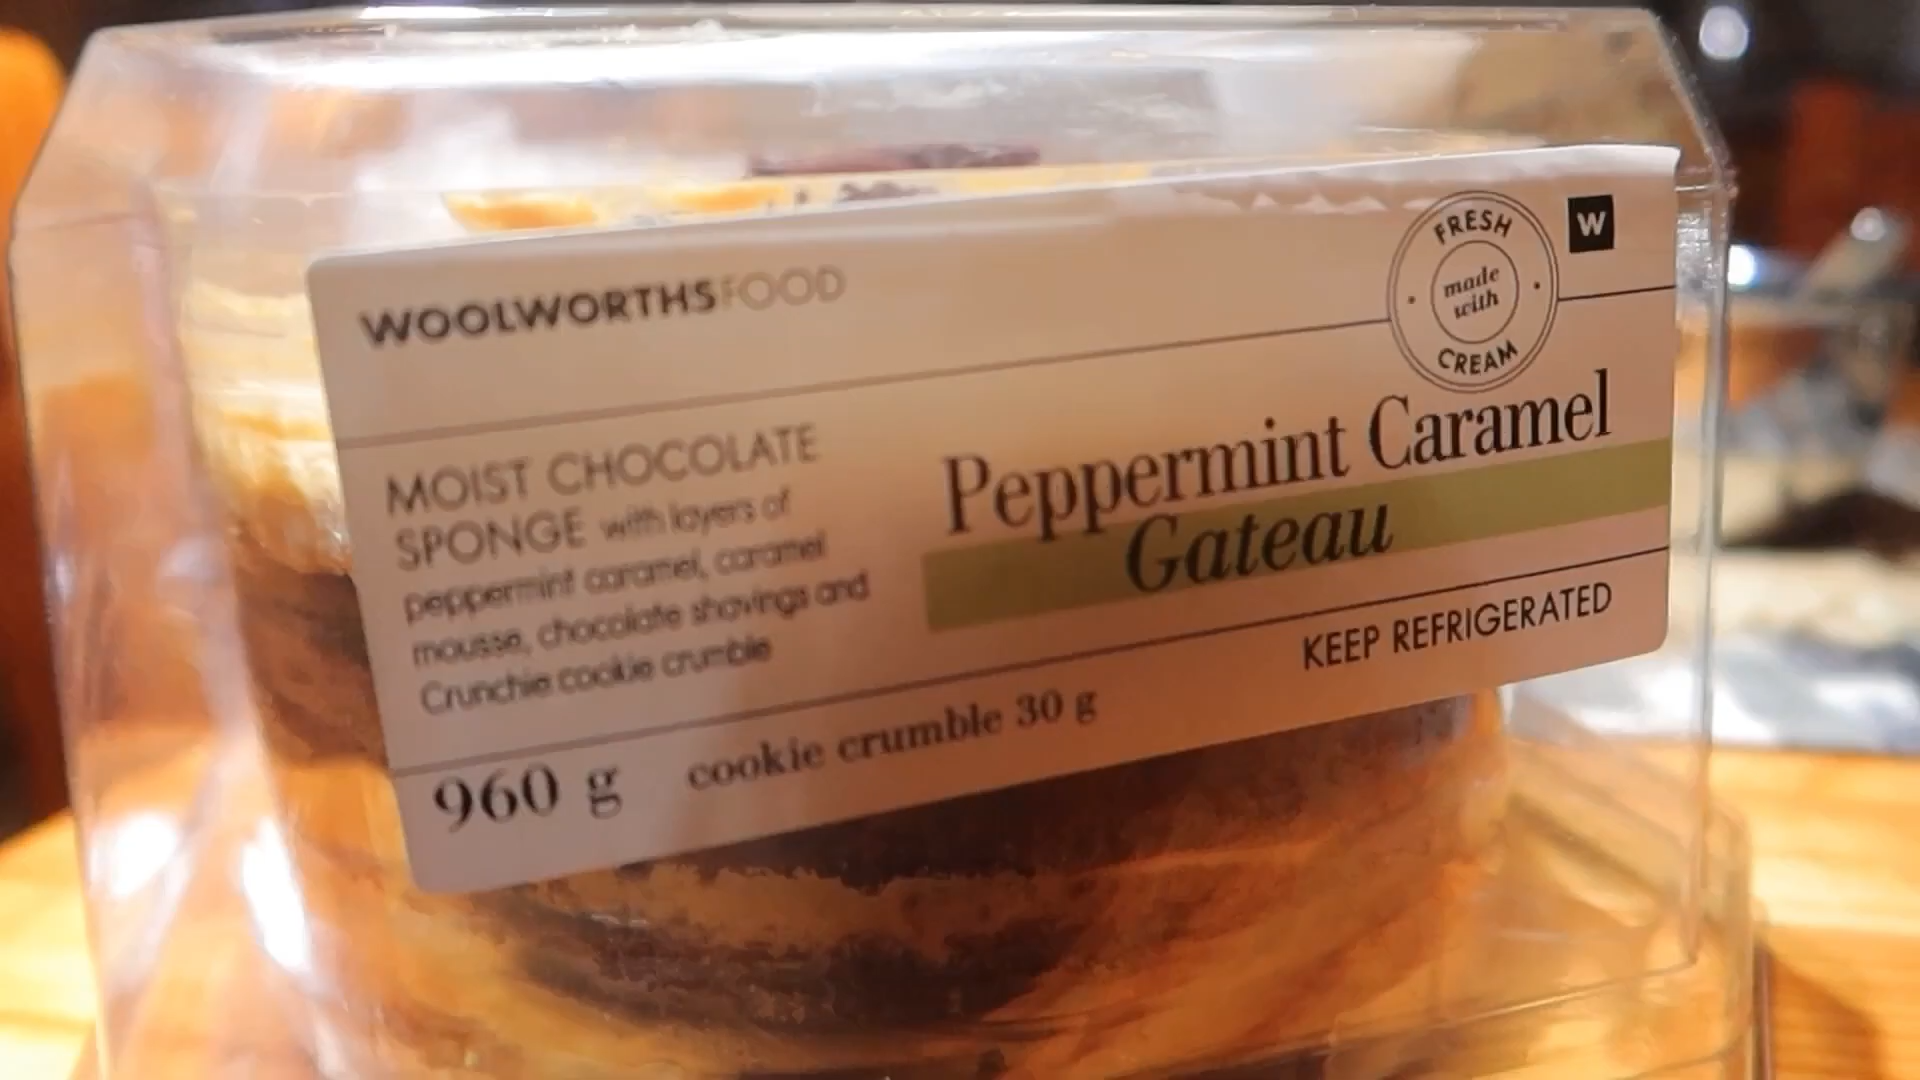 WOOLWORTHSFOOD
FRESH
made
with
CREAM
W
MOIST CHOCOLATE
SPONGE with layers of
peppermint caramel, caramel
mousse, chocolate shavings and
Crunchie cookie crumble
Peppermint Caramel
Gateau
KEEP REFRIGERATED
960 g
cookie crumble 30 g